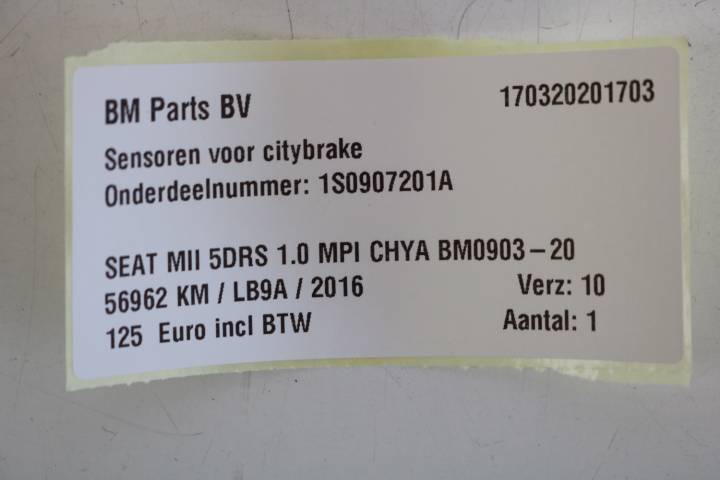 BM Parts BV 170320201703
Sensoren voor citybrake
Onderdeelnummer: 1S0907201A
SEAT MII 5DRS 1.0 MPI CHYA BM0903-20
56962 KM / LB9A / 2016 Verz: 10
125 Euro incl BTW Aantal: 1